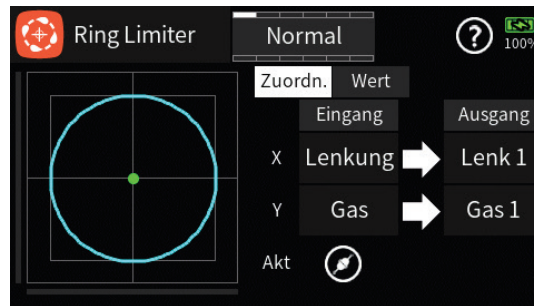 Ring Limiter
Normal
?
100%
Zuordn. Wert
Eingang Ausgang
X Lenkung Lenk 1
Y Gas Gas 1
Akt